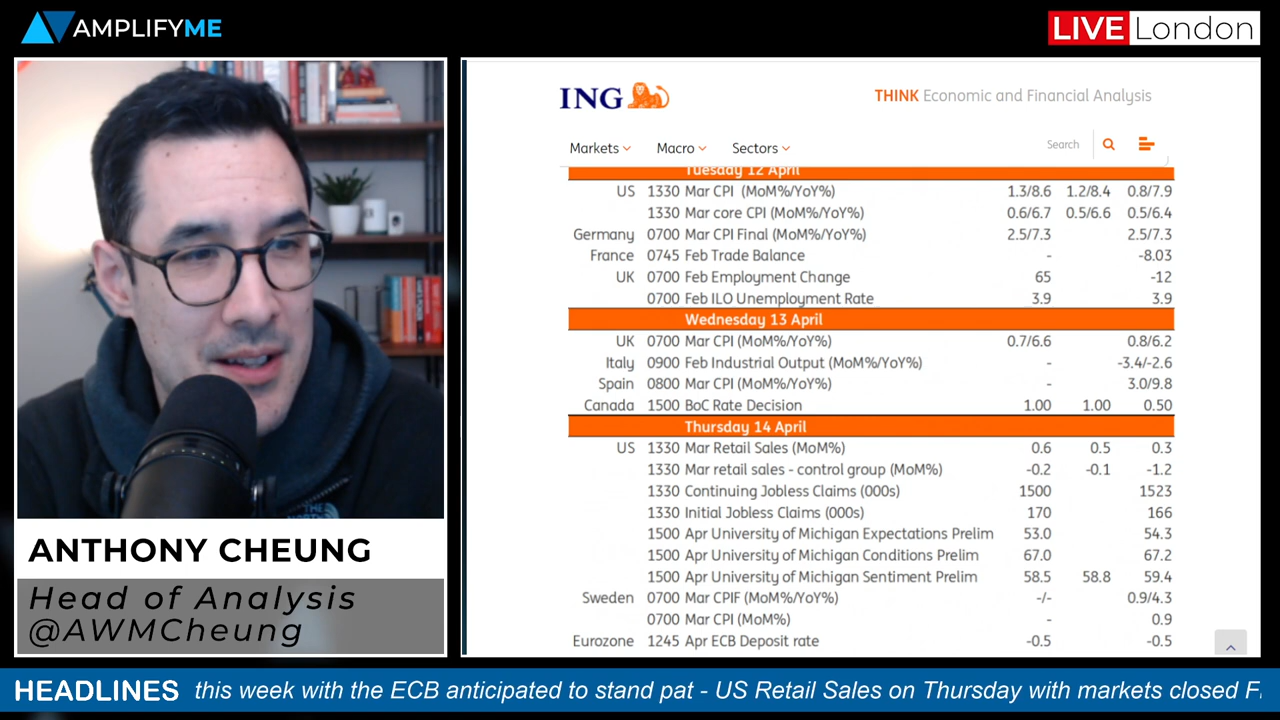 AMPLIFYME
LIVE London
ING
THINK Economic and Financial Analysis
Markets Macro Sectors Search
Tuesday 12 April
US 1330 Mar CPI (MoM%/YoY%) 1.3/8.6 1.2/8.4 0.8/7.9
1330 Mar core CPI (MoM%/YoY%) 0.6/6.7 0.5/6.6 0.5/6.4
Germany 0700 Mar CPI Final (MoM%/YoY%) 2.5/7.3 2.5/7.3
France 0745 Feb Trade Balance - -8.03
UK 0700 Feb Employment Change 65 -12
0700 Feb ILO Unemployment Rate 3.9 3.9
Wednesday 13 April
UK 0700 Mar CPI (MoM%/YoY%) 0.7/6.6 0.8/6.2
Italy 0900 Feb Industrial Output (MoM%/YoY%) - -3.4/-2.6
Spain 0800 Mar CPI (MoM%/YoY%) - 3.0/9.8
Canada 1500 BoC Rate Decision 1.00 1.00 0.50
Thursday 14 April
US 1330 Mar Retail Sales (MoM%) 0.6 0.5 0.3
1330 Mar retail sales - control group (MoM%) -0.2 -0.1 -1.2
1330 Continuing Jobless Claims (000s) 1500 1523
1330 Initial Jobless Claims (000s) 170 166
1500 Apr University of Michigan Expectations Prelim 53.0 54.3
1500 Apr University of Michigan Conditions Prelim 67.0 67.2
1500 Apr University of Michigan Sentiment Prelim 58.5 58.8 59.4
Sweden 0700 Mar CPIF (MoM%/YoY%) -/- 0.9/4.3
0700 Mar CPI (MoM%) - 0.9
Eurozone 1245 Apr ECB Deposit rate -0.5 -0.5
THE
NORTH
ANTHONY CHEUNG
Head of Analysis
@AWMCheung
HEADLINES this week with the ECB anticipated to stand pat - US Retail Sales on Thursday with markets closed F